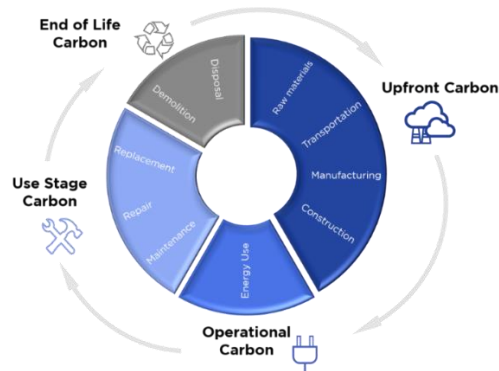 End of Life
Carbon
Disposal
Demolition
Raw materials
Transportation
Manufacturing
Construction
Upfront Carbon
Replacement
Repair
Maintenance
Use Stage
Carbon
Energy Use
Operational
Carbon